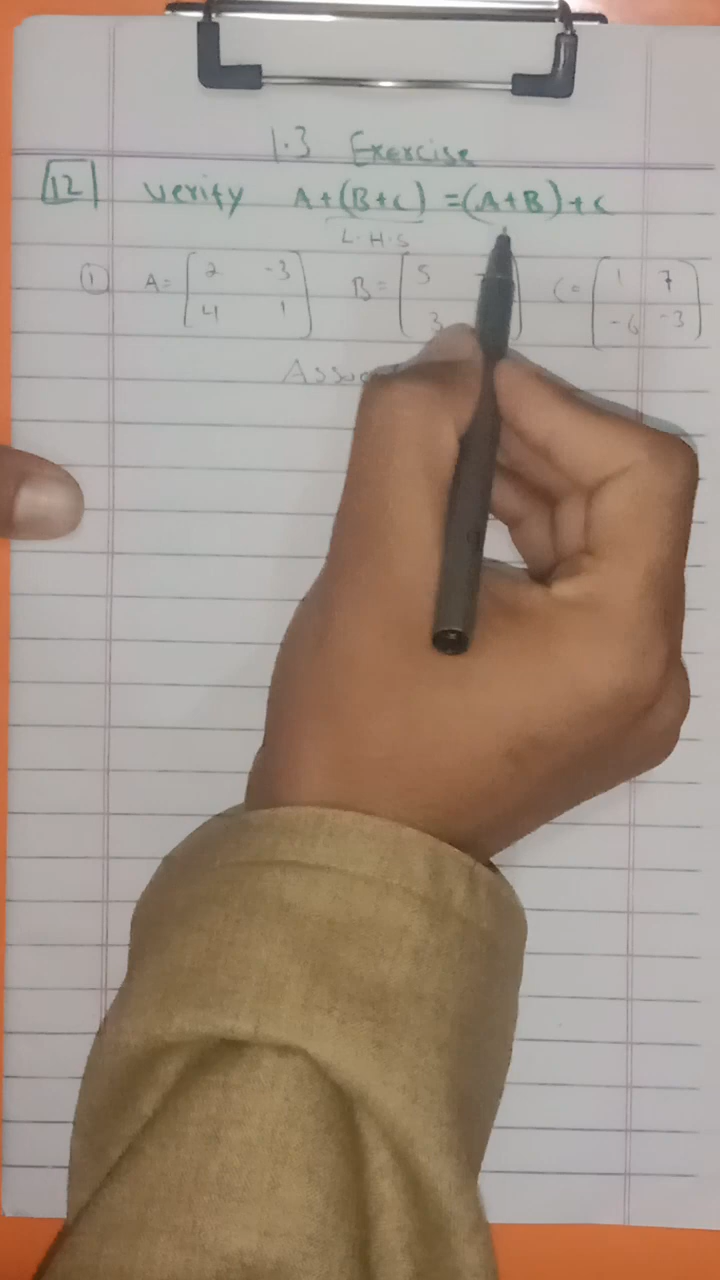 1.3 Exercise
12 verify A+(B+C) =(A+B)+C
L.H.S
① A= [2 -3 B= [5 C= [1 7
4 1] 3 ] -6 -3]